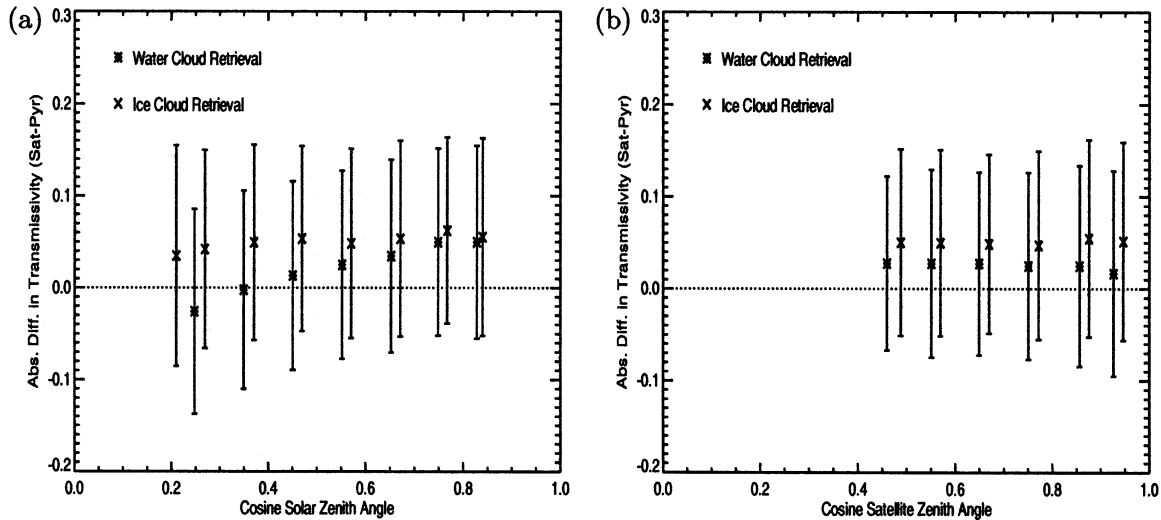 (a)
0.3
0.2
0.1
0.0
-0.1
-0.2
Abs. Diff. in Transmissivity (Sat-Pyr)
Water Cloud Retrieval
Ice Cloud Retrieval
0.0 0.2 0.4 0.6 0.8 1.0
Cosine Solar Zenith Angle
(b)
0.3
0.2
0.1
0.0
-0.1
-0.2
Abs. Diff. in Transmissivity (Sat-Pyr)
Water Cloud Retrieval
Ice Cloud Retrieval
0.0 0.2 0.4 0.6 0.8 1.0
Cosine Satellite Zenith Angle